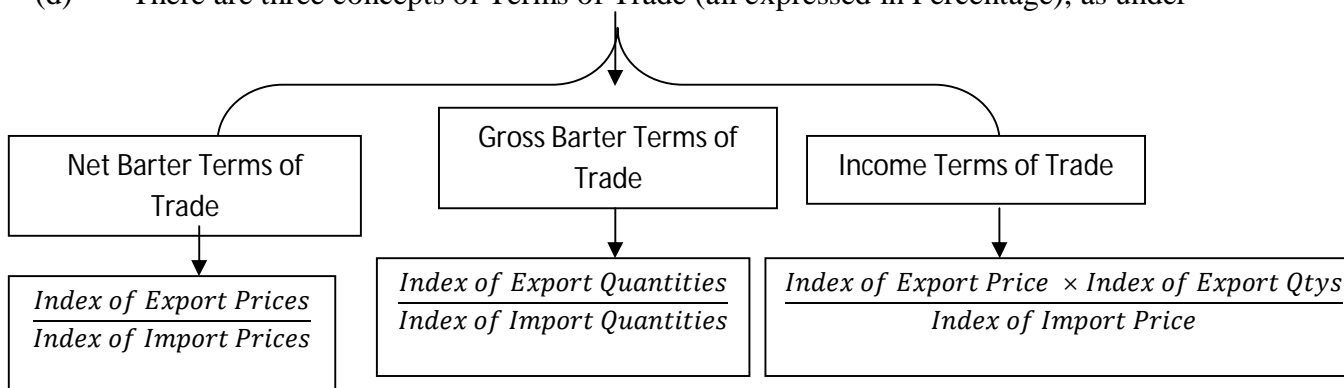 (d) There are three concepts of Terms of Trade (all expressed in Percentage), as under
Net Barter Terms of
Trade
Gross Barter Terms of
Trade
Income Terms of Trade
Index of Export Prices
Index of Import Prices
Index of Export Quantities
Index of Import Quantities
Index of Export Price × Index of Export Qtys
Index of Import Price